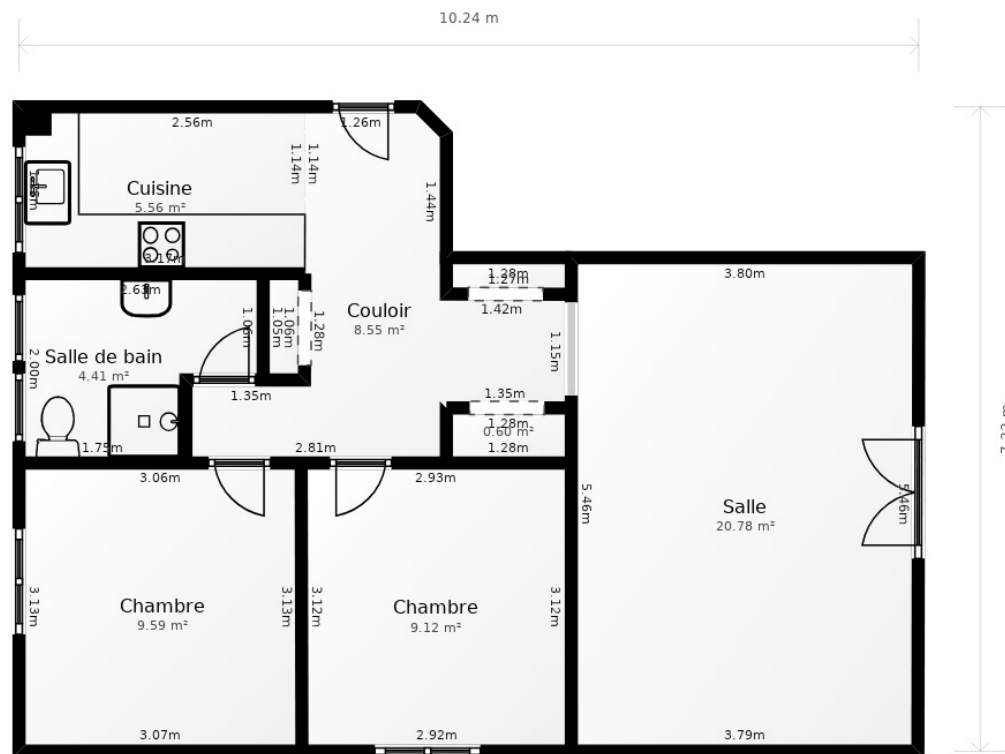 10.24 m
2.56m
1.26m
1.14m
1.14m
1.44m
Cuisine
5.56 m²
3.17m
2.63m
1.28m
1.27m
3.80m
1.42m
1.06m
1.05m
1.06m
1.28m
Couloir
8.55 m²
1.15m
2.00m
Salle de bain
4.41 m²
1.35m
1.35m
1.28m
0.60 m²
1.75m
2.81m
1.28m
3.06m
2.93m
5.46m
5.46m
Salle
20.78 m²
3.13m
Chambre
9.59 m²
3.13m
3.12m
Chambre
9.12 m²
3.12m
3.07m
2.92m
3.79m